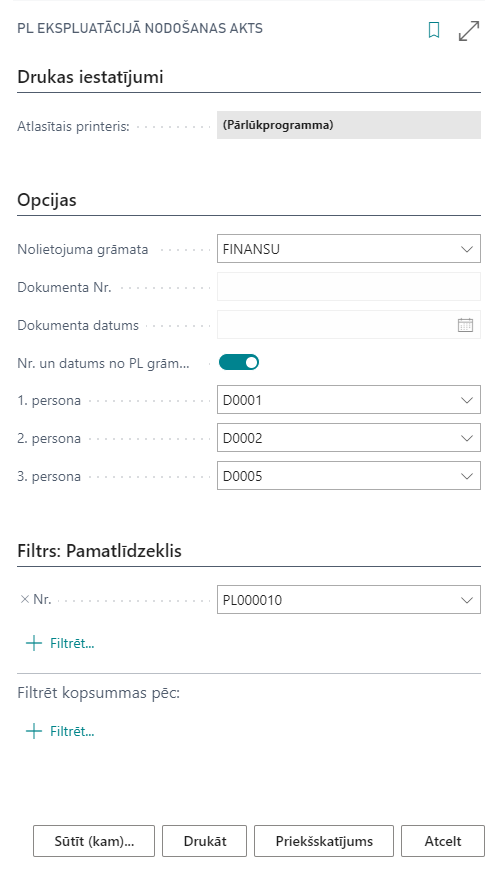 PL EKSPLUATĀCIJĀ NODOŠANAS AKTS
Drukas iestatījumi
Atlasītais printeris: (Pārlūkprogramma)
Opcijas
Nolietojuma grāmata FINANSU
Dokumenta Nr.
Dokumenta datums
Nr. un datums no PL grām...
1. persona D0001
2. persona D0002
3. persona D0005
Filtrs: Pamatlīdzeklis
× Nr. PL000010
+ Filtrēt...
Filtrēt kopsummas pēc:
+ Filtrēt...
Sūtīt (kam)... Drukāt Priekšskatījums Atcelt